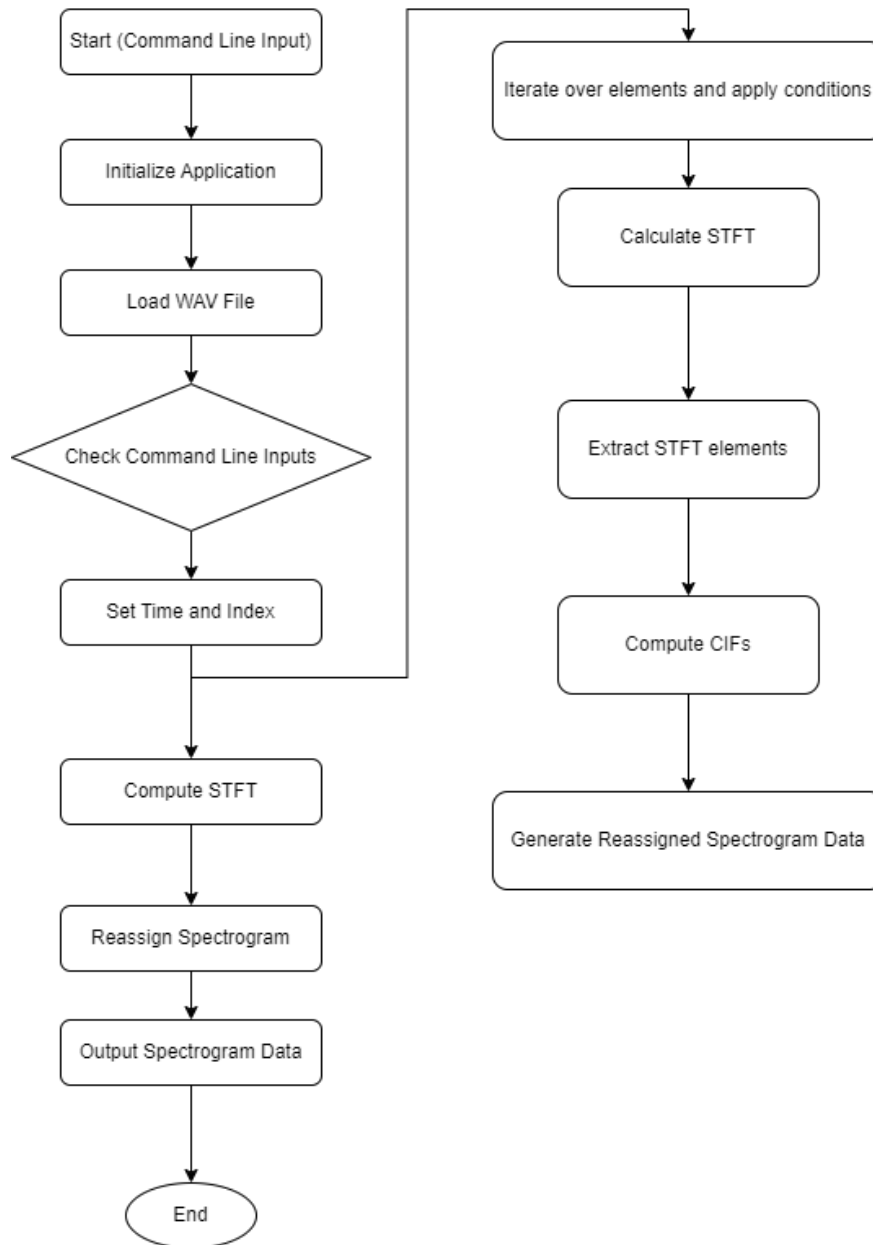 Start (Command Line Input)
Initialize Application
Load WAV File
Check Command Line Inputs
Set Time and Index
Compute STFT
Reassign Spectrogram
Output Spectrogram Data
End
Iterate over elements and apply conditions
Calculate STFT
Extract STFT elements
Compute CIFs
Generate Reassigned Spectrogram Data